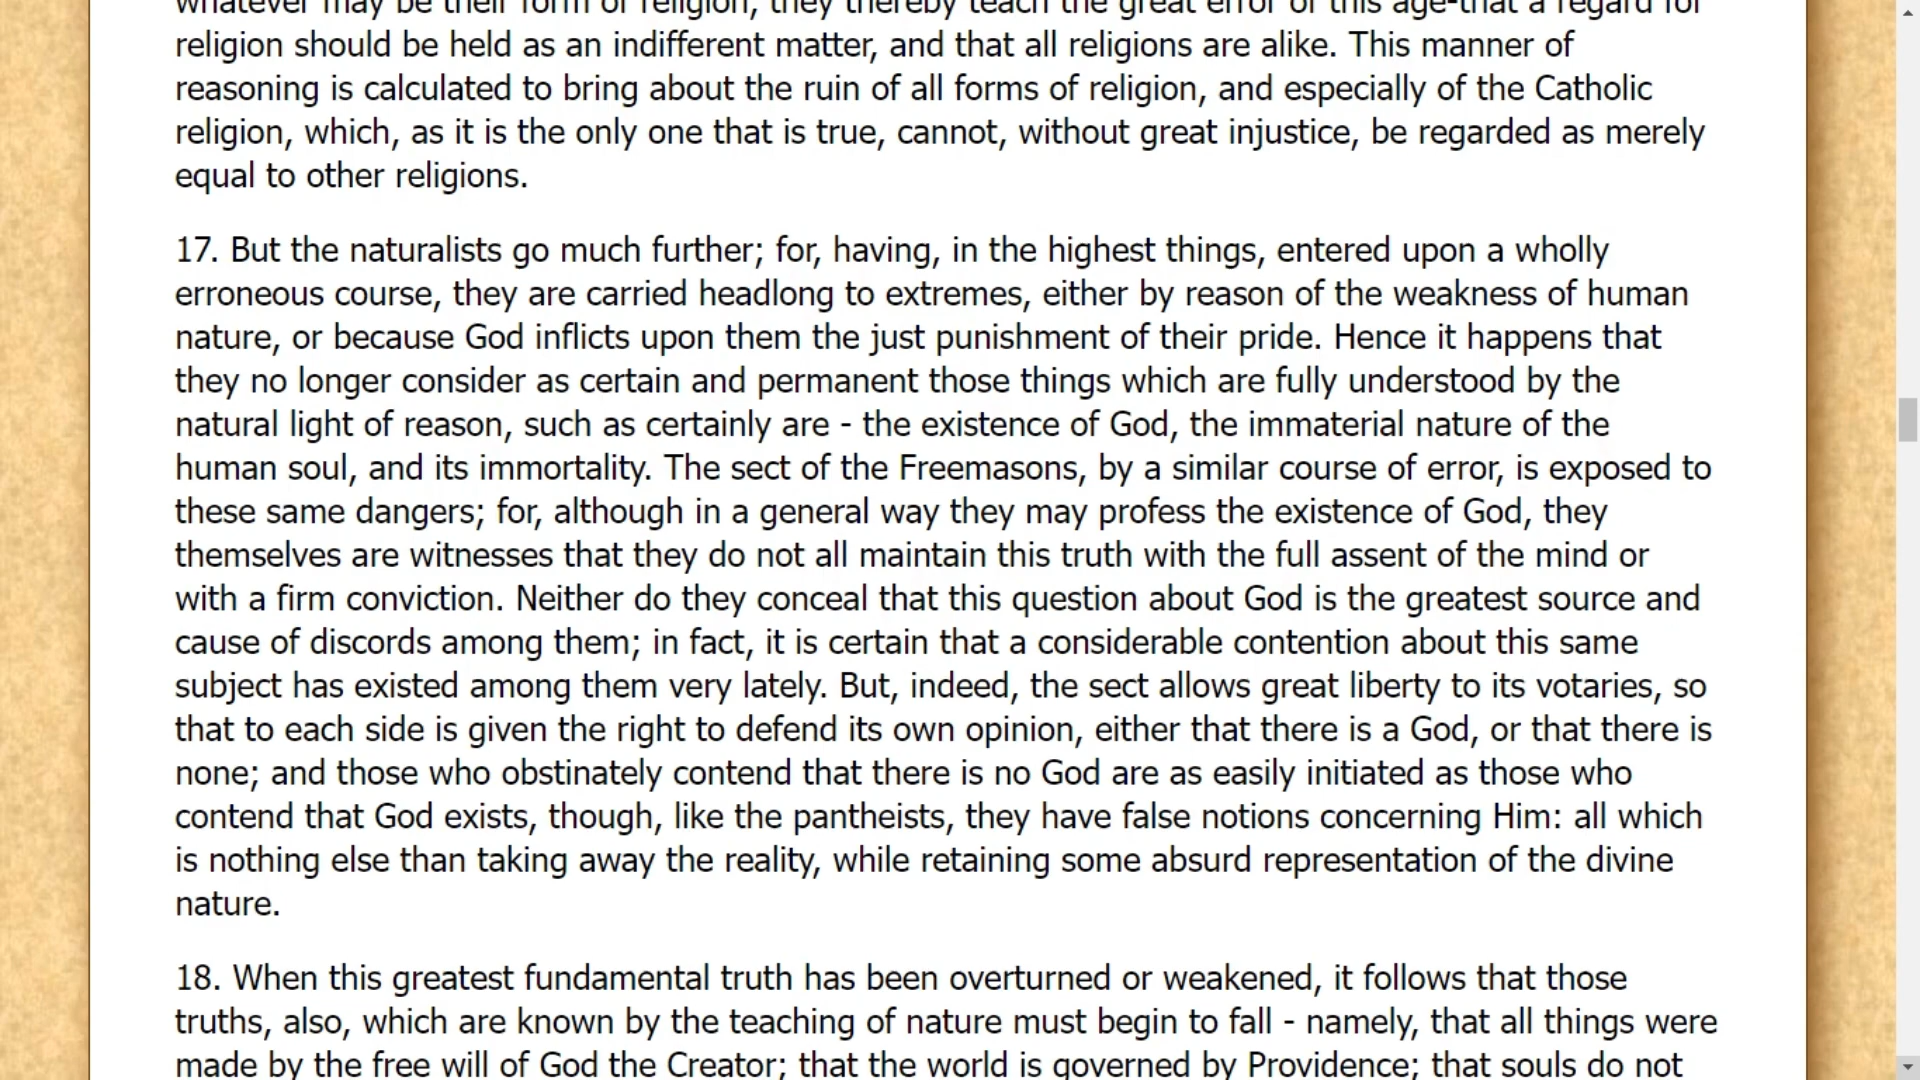 whatever may be their form of religion, they thereby teach the great error of this age-that a regard for
religion should be held as an indifferent matter, and that all religions are alike. This manner of
reasoning is calculated to bring about the ruin of all forms of religion, and especially of the Catholic
religion, which, as it is the only one that is true, cannot, without great injustice, be regarded as merely
equal to other religions.
17. But the naturalists go much further; for, having, in the highest things, entered upon a wholly
erroneous course, they are carried headlong to extremes, either by reason of the weakness of human
nature, or because God inflicts upon them the just punishment of their pride. Hence it happens that
they no longer consider as certain and permanent those things which are fully understood by the
natural light of reason, such as certainly are - the existence of God, the immaterial nature of the
human soul, and its immortality. The sect of the Freemasons, by a similar course of error, is exposed to
these same dangers; for, although in a general way they may profess the existence of God, they
themselves are witnesses that they do not all maintain this truth with the full assent of the mind or
with a firm conviction. Neither do they conceal that this question about God is the greatest source and
cause of discords among them; in fact, it is certain that a considerable contention about this same
subject has existed among them very lately. But, indeed, the sect allows great liberty to its votaries, so
that to each side is given the right to defend its own opinion, either that there is a God, or that there is
none; and those who obstinately contend that there is no God are as easily initiated as those who
contend that God exists, though, like the pantheists, they have false notions concerning Him: all which
is nothing else than taking away the reality, while retaining some absurd representation of the divine
nature.
18. When this greatest fundamental truth has been overturned or weakened, it follows that those
truths, also, which are known by the teaching of nature must begin to fall - namely, that all things were
made by the free will of God the Creator; that the world is governed by Providence; that souls do not